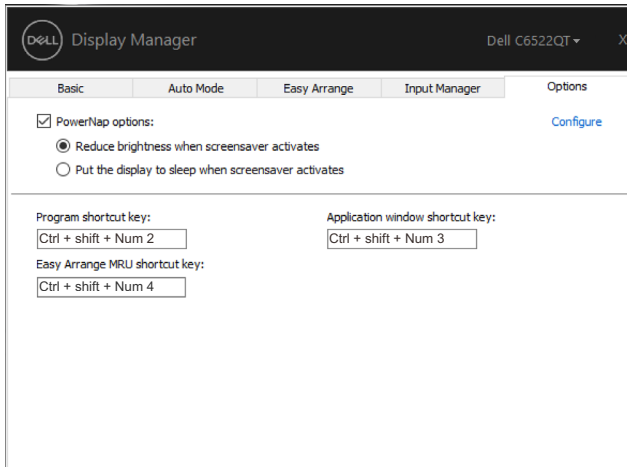 DELL Display Manager Dell C6522QT X
Basic Auto Mode Easy Arrange Input Manager Options
PowerNap options: Configure
Reduce brightness when screensaver activates
Put the display to sleep when screensaver activates
Program shortcut key: Application window shortcut key:
Ctrl + shift + Num 2 Ctrl + shift + Num 3
Easy Arrange MRU shortcut key:
Ctrl + shift + Num 4